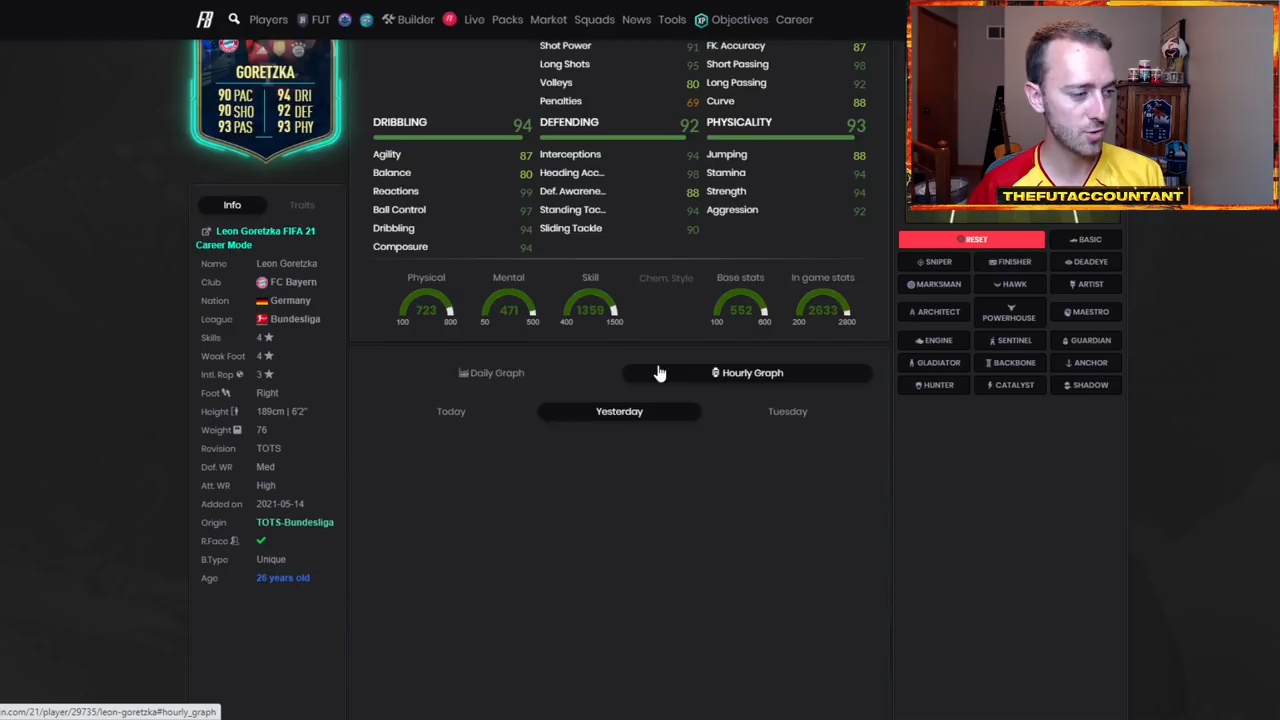 FB Players FUT Builder Live Packs Market Squads News Tools XP Objectives Career
GORETZKA
90 PAC 94 DRI
90 SHO 92 DEF
93 PAS 93 PHY
Shot Power 91 FK. Accuracy 87
Long Shots 95 Short Passing 98
Volleys 80 Long Passing 92
Penalties 69 Curve 88
DRIBBLING 94 DEFENDING 92 PHYSICALITY 93
Agility 87 Interceptions 94 Jumping 88
Balance 80 Heading Acc... 98 Stamina 94
Reactions 99 Def. Awarene... 88 Strength 94
Ball Control 97 Standing Tac... 94 Aggression 92
Dribbling 94 Sliding Tackle 90
Composure 94
Physical Mental Skill Chem. Style Base stats In game stats
723 471 1359 552 2633
100 800 50 500 400 1500 100 600 200 2800
Daily Graph Hourly Graph
Today Yesterday Tuesday
Info Traits
Leon Goretzka FIFA 21
Career Mode
Name Leon Goretzka
Club FC Bayern
Nation Germany
League Bundesliga
Skills 4
Weak Foot 4
Intl. Rep 3
Foot Right
Height 189cm | 6'2"
Weight 76
Revision TOTS
Def. WR Med
Att. WR High
Added on 2021-05-14
Origin TOTS-Bundesliga
R.Face
B.Type Unique
Age 26 years old
THEFUTACCOUNTANT
RESET BASIC
SNIPER FINISHER DEADEYE
MARKSMAN HAWK ARTIST
ARCHITECT POWERHOUSE MAESTRO
ENGINE SENTINEL GUARDIAN
GLADIATOR BACKBONE ANCHOR
HUNTER CATALYST SHADOW
in.com/21/player/29735/leon-goretzka#hourly_graph